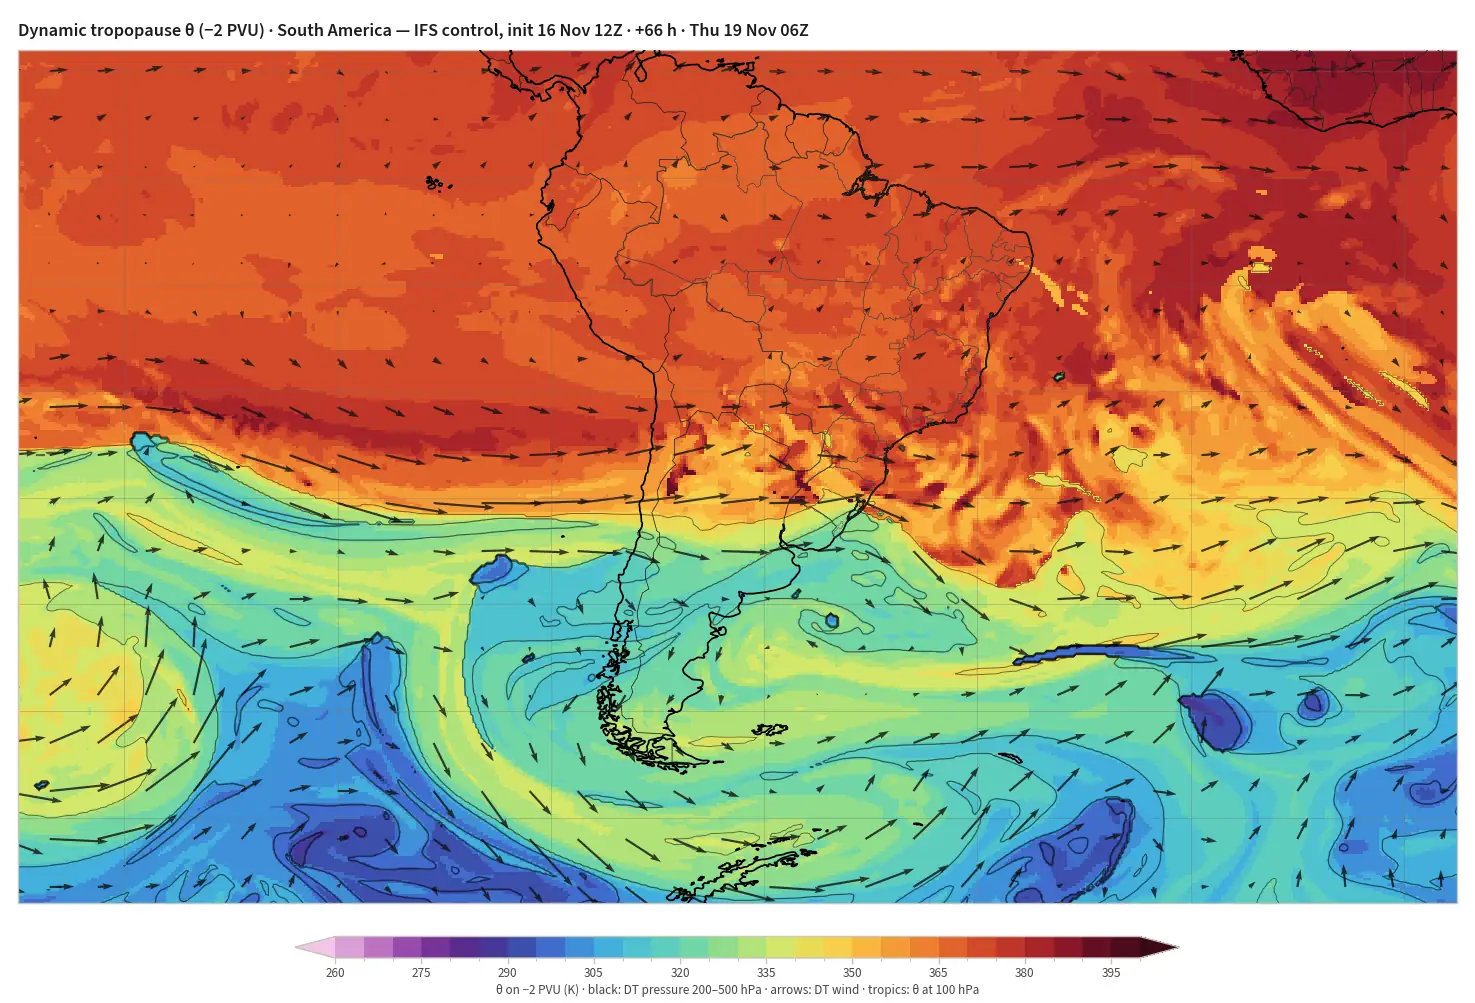 Dynamic tropopause θ (−2 PVU) · South America — IFS control, init 16 Nov 12Z · +66 h · Thu 19 Nov 06Z
260 275 290 305 320 335 350 365 380 395
θ on −2 PVU (K) · black: DT pressure 200–500 hPa · arrows: DT wind · tropics: θ at 100 hPa